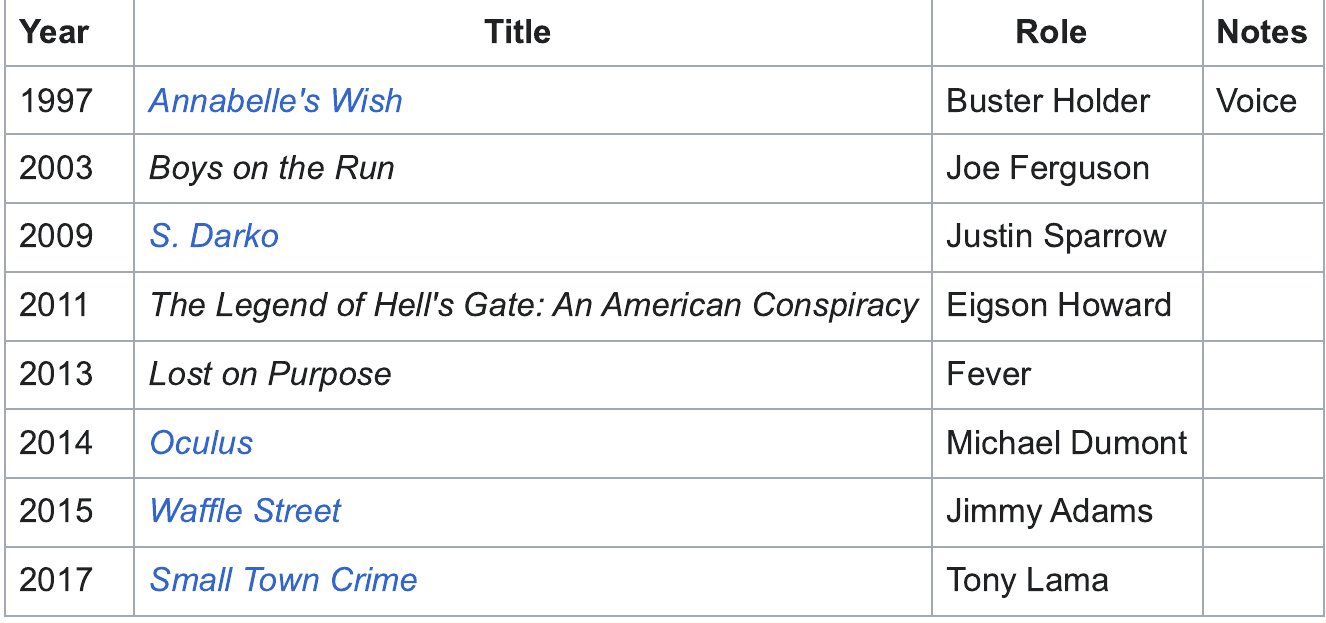 Year Title Role Notes
1997 Annabelle's Wish Buster Holder Voice
2003 Boys on the Run Joe Ferguson
2009 S. Darko Justin Sparrow
2011 The Legend of Hell's Gate: An American Conspiracy Eigson Howard
2013 Lost on Purpose Fever
2014 Oculus Michael Dumont
2015 Waffle Street Jimmy Adams
2017 Small Town Crime Tony Lama